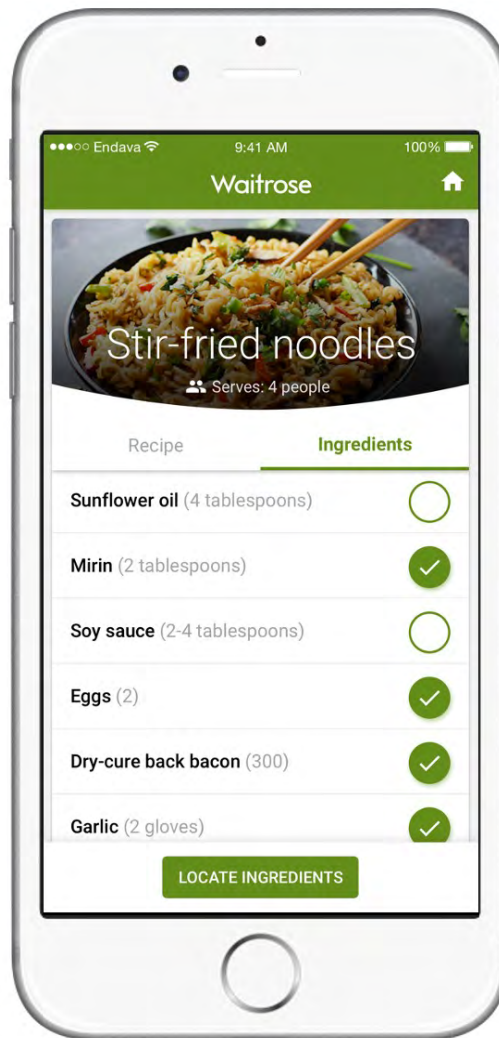 Endava 9:41 AM 100%
Waitrose
Stir-fried noodles
Serves: 4 people
Recipe Ingredients
Sunflower oil (4 tablespoons)
Mirin (2 tablespoons)
Soy sauce (2-4 tablespoons)
Eggs (2)
Dry-cure back bacon (300)
Garlic (2 gloves)
LOCATE INGREDIENTS